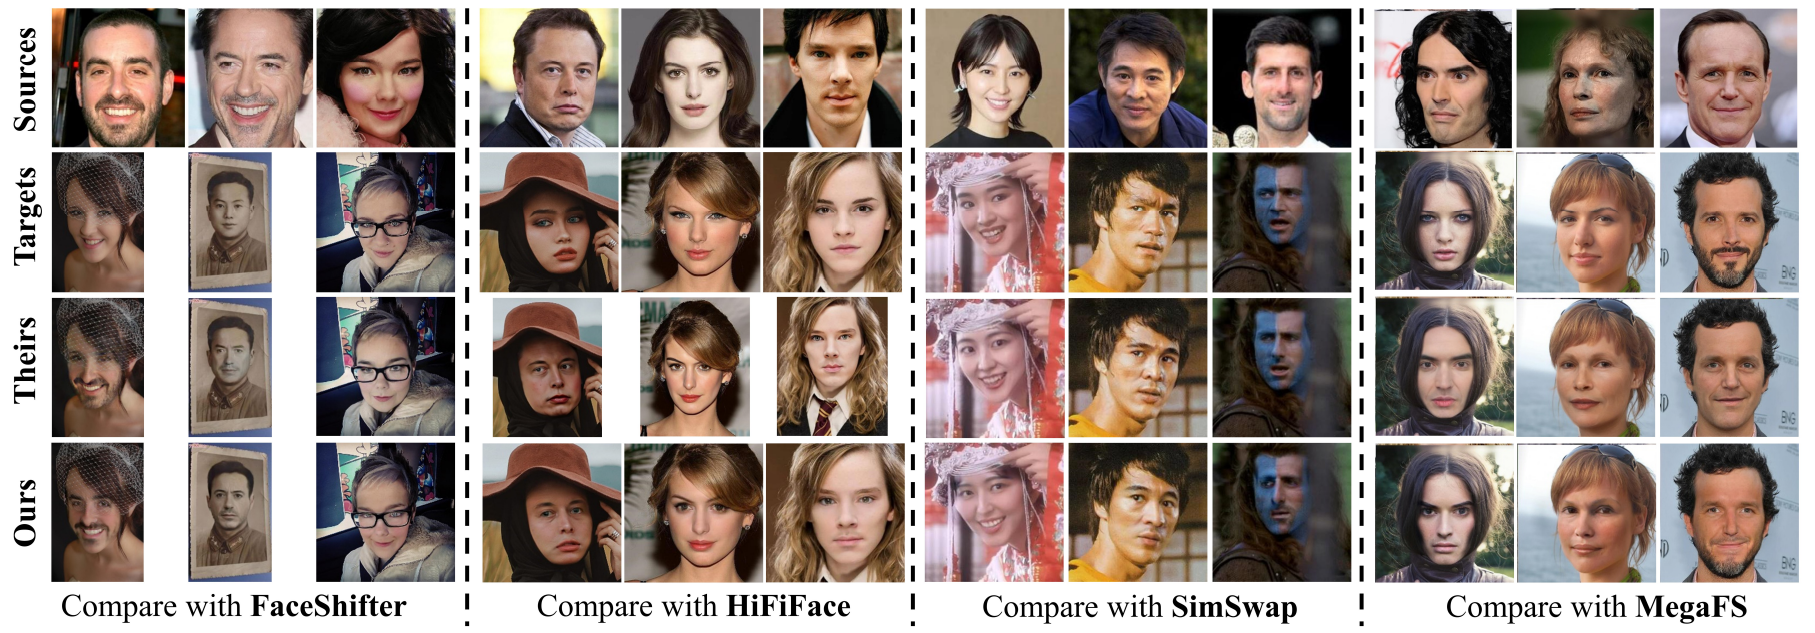 Sources
Targets
Theirs
Ours
Compare with FaceShifter
Compare with HiFiFace
Compare with SimSwap
Compare with MegaFS